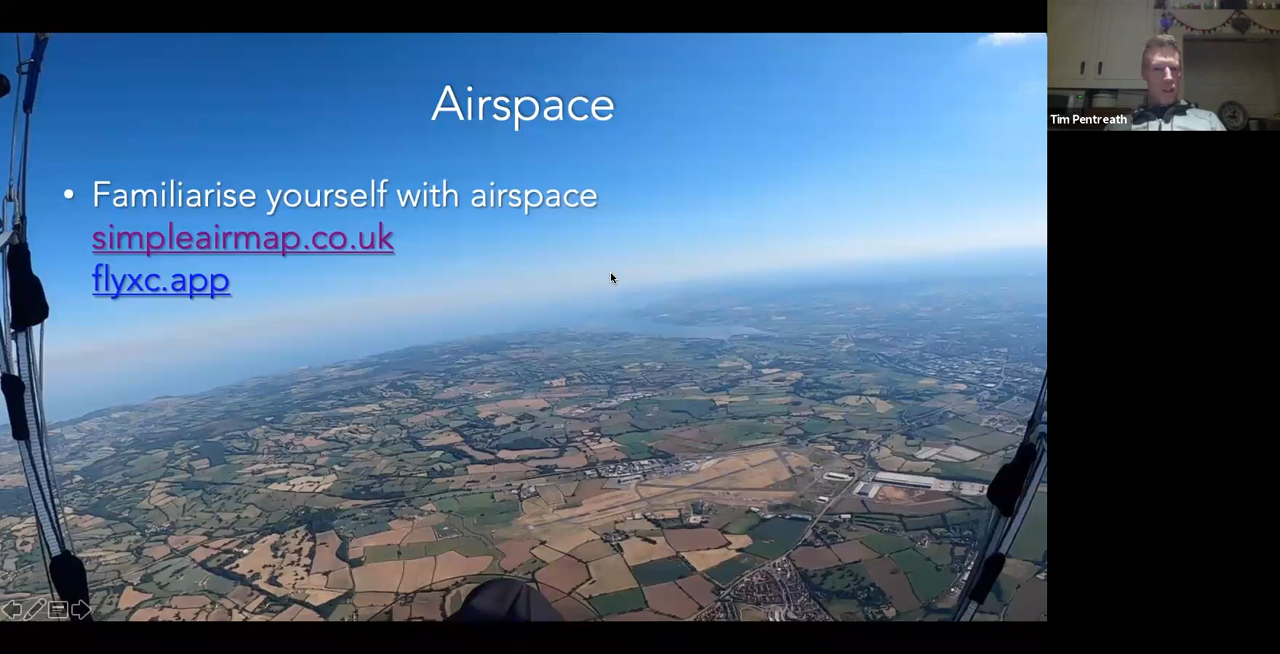 Airspace
• Familiarise yourself with airspace
simpleairmap.co.uk
flyxc.app
Tim Pentreath